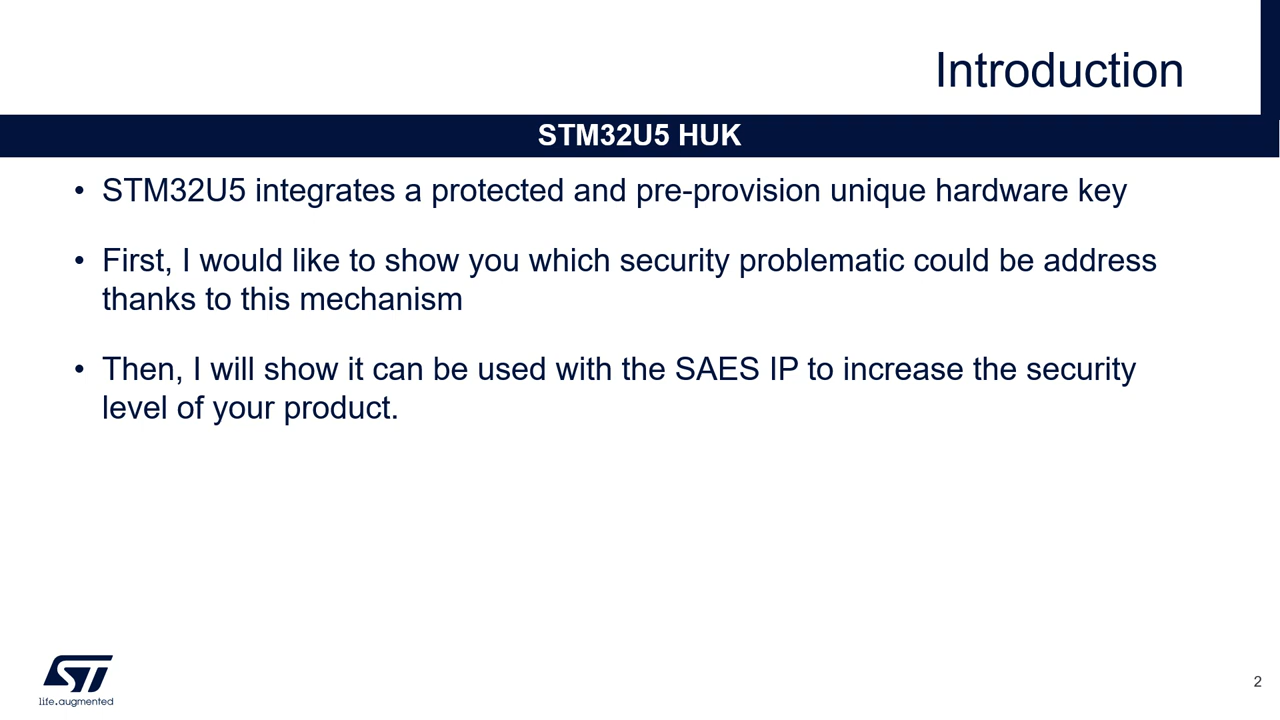 Introduction
STM32U5 HUK
• STM32U5 integrates a protected and pre-provision unique hardware key
• First, I would like to show you which security problematic could be address
thanks to this mechanism
• Then, I will show it can be used with the SAES IP to increase the security
level of your product.
ST
life.augmented
2